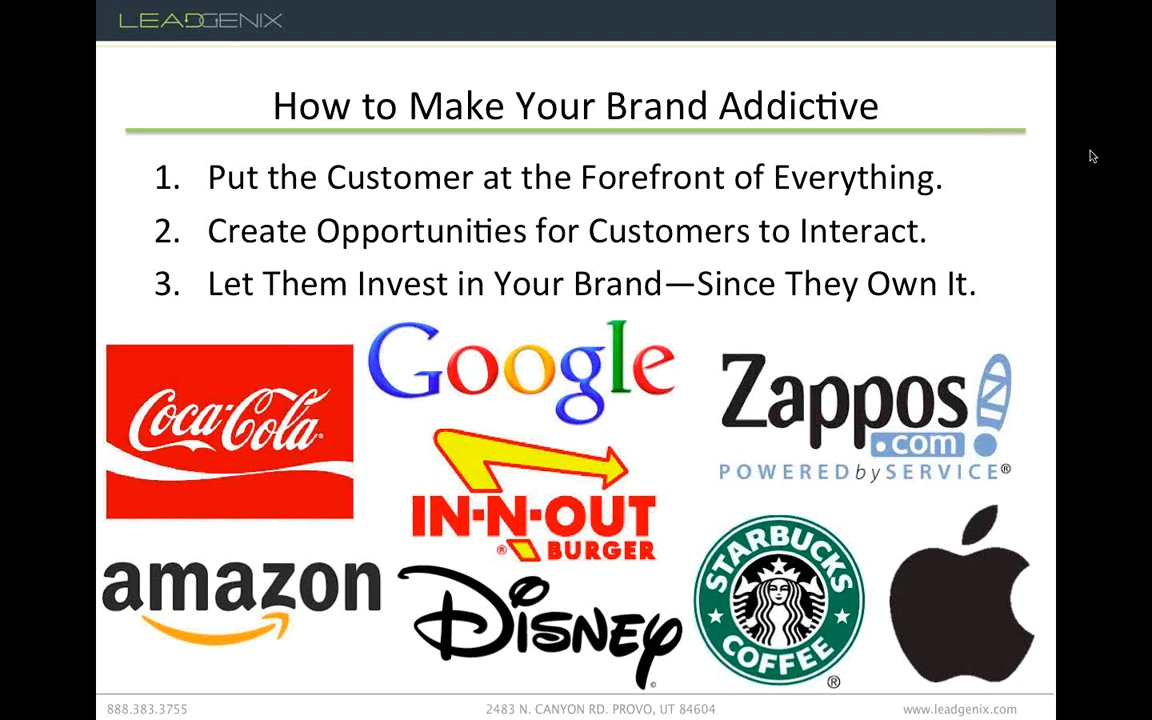 LEADGENIX
How to Make Your Brand Addictive
1. Put the Customer at the Forefront of Everything.
2. Create Opportunities for Customers to Interact.
3. Let Them Invest in Your Brand—Since They Own It.
Coca-Cola®
Google
Zappos
.com
POWERED by SERVICE®
IN-N-OUT
® BURGER
amazon
DISNEY©
STARBUCKS
COFFEE ®
888.383.3755
2483 N. CANYON RD. PROVO, UT 84604
www.leadgenix.com